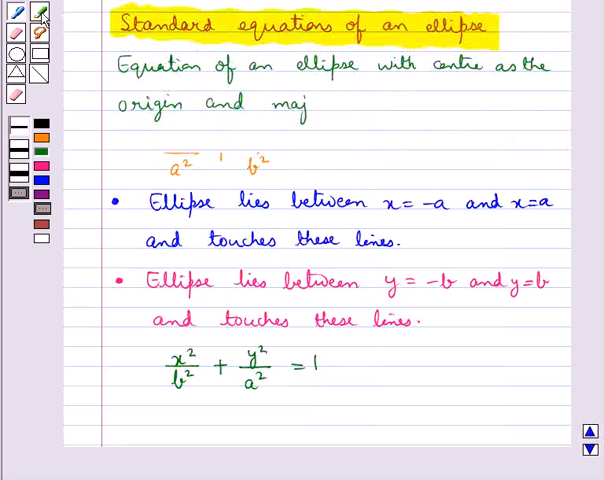 Standard equations of an ellipse
Equation of an ellipse with centre as the
origin and maj
a² b²
• Ellipse lies between x = -a and x = a
and touches these lines.
• Ellipse lies between y = -b and y = b
and touches these lines.
x²/b² + y²/a² = 1